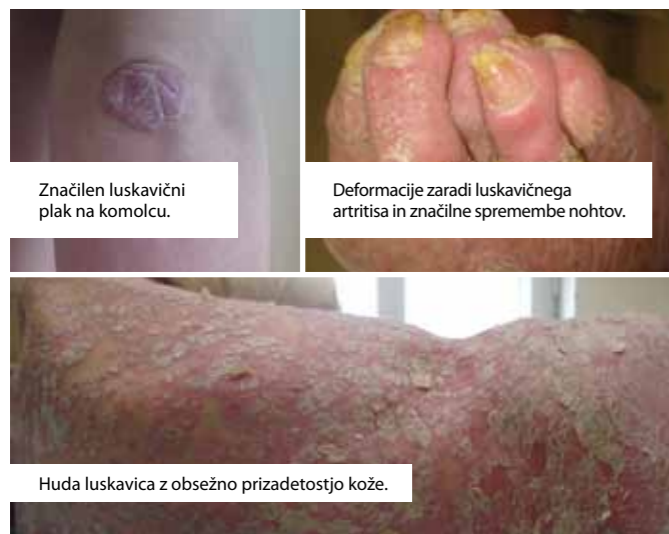 Značilen luskavični
plak na komolcu.
Deformacije zaradi luskavičnega
artritisa in značilne spremembe nohtov.
Huda luskavica z obsežno prizadetostjo kože.